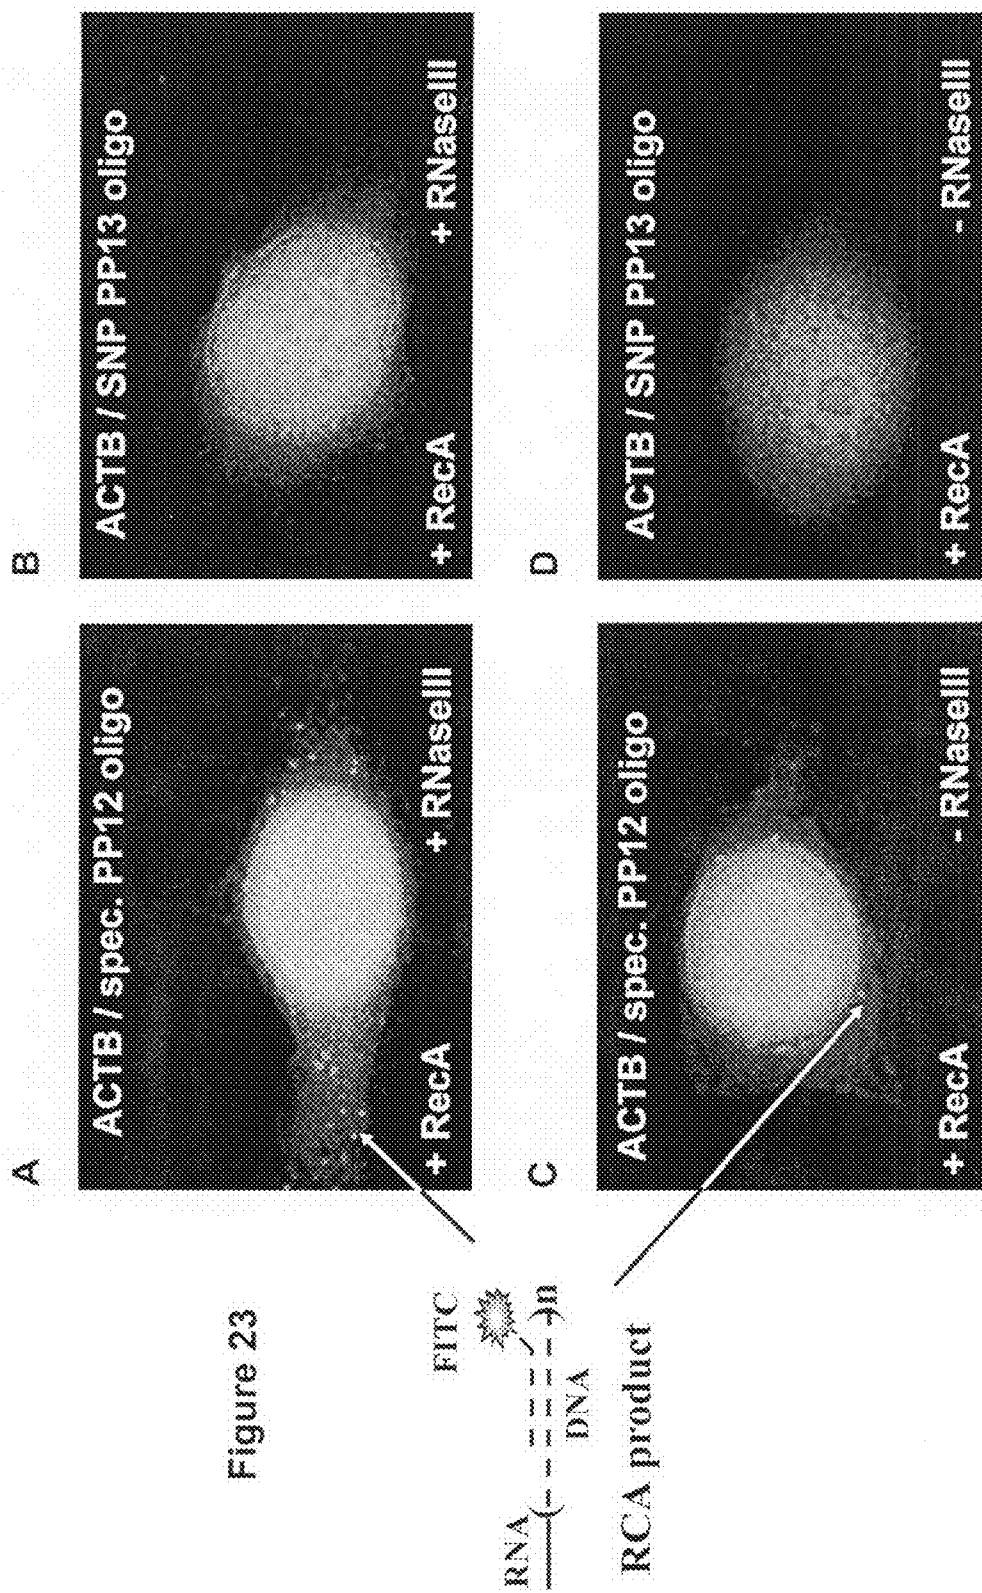 Figure 23
A
ACTB / spec. PP12 oligo
+ RecA
+ RNaseIII
B
ACTB / SNP PP13 oligo
+ RecA
+ RNaseIII
RNA
FITC
( )n
DNA
RCA product
C
ACTB / spec. PP12 oligo
+ RecA
- RNaseIII
D
ACTB / SNP PP13 oligo
+ RecA
- RNaseIII